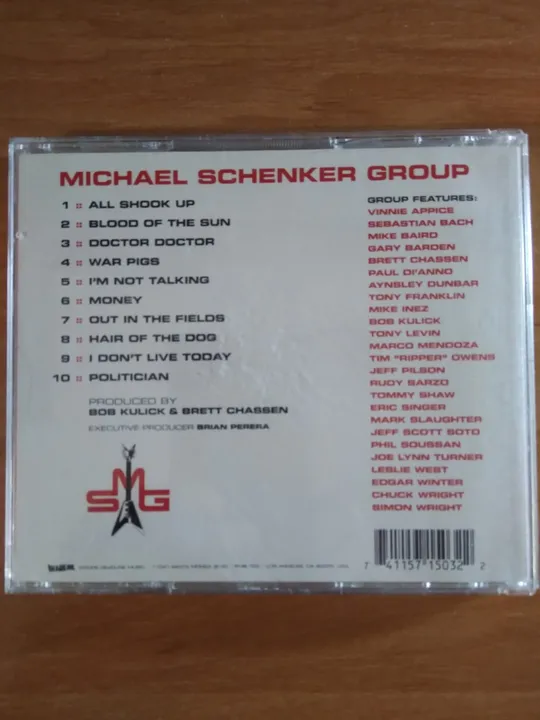 MICHAEL SCHENKER GROUP
1 :: ALL SHOOK UP
2 :: BLOOD OF THE SUN
3 :: DOCTOR DOCTOR
4 :: WAR PIGS
5 :: I'M NOT TALKING
6 :: MONEY
7 :: OUT IN THE FIELDS
8 :: HAIR OF THE DOG
9 :: I DON'T LIVE TODAY
10 :: POLITICIAN
PRODUCED BY
BOB KULICK & BRETT CHASSEN
EXECUTIVE PRODUCER BRIAN PERERA
GROUP FEATURES:
VINNIE APPICE
SEBASTIAN BACH
MIKE BAIRD
GARY BARDEN
BRETT CHASSEN
PAUL DI'ANNO
AYNSLEY DUNBAR
TONY FRANKLIN
MIKE INEZ
BOB KULICK
TONY LEVIN
MARCO MENDOZA
TIM "RIPPER" OWENS
JEFF PILSON
RUDY SARZO
TOMMY SHAW
ERIC SINGER
MARK SLAUGHTER
JEFF SCOTT SOTO
PHIL SOUSSAN
JOE LYNN TURNER
LESLIE WEST
EDGAR WINTER
CHUCK WRIGHT
SIMON WRIGHT
SMG
7 41157 15032 2